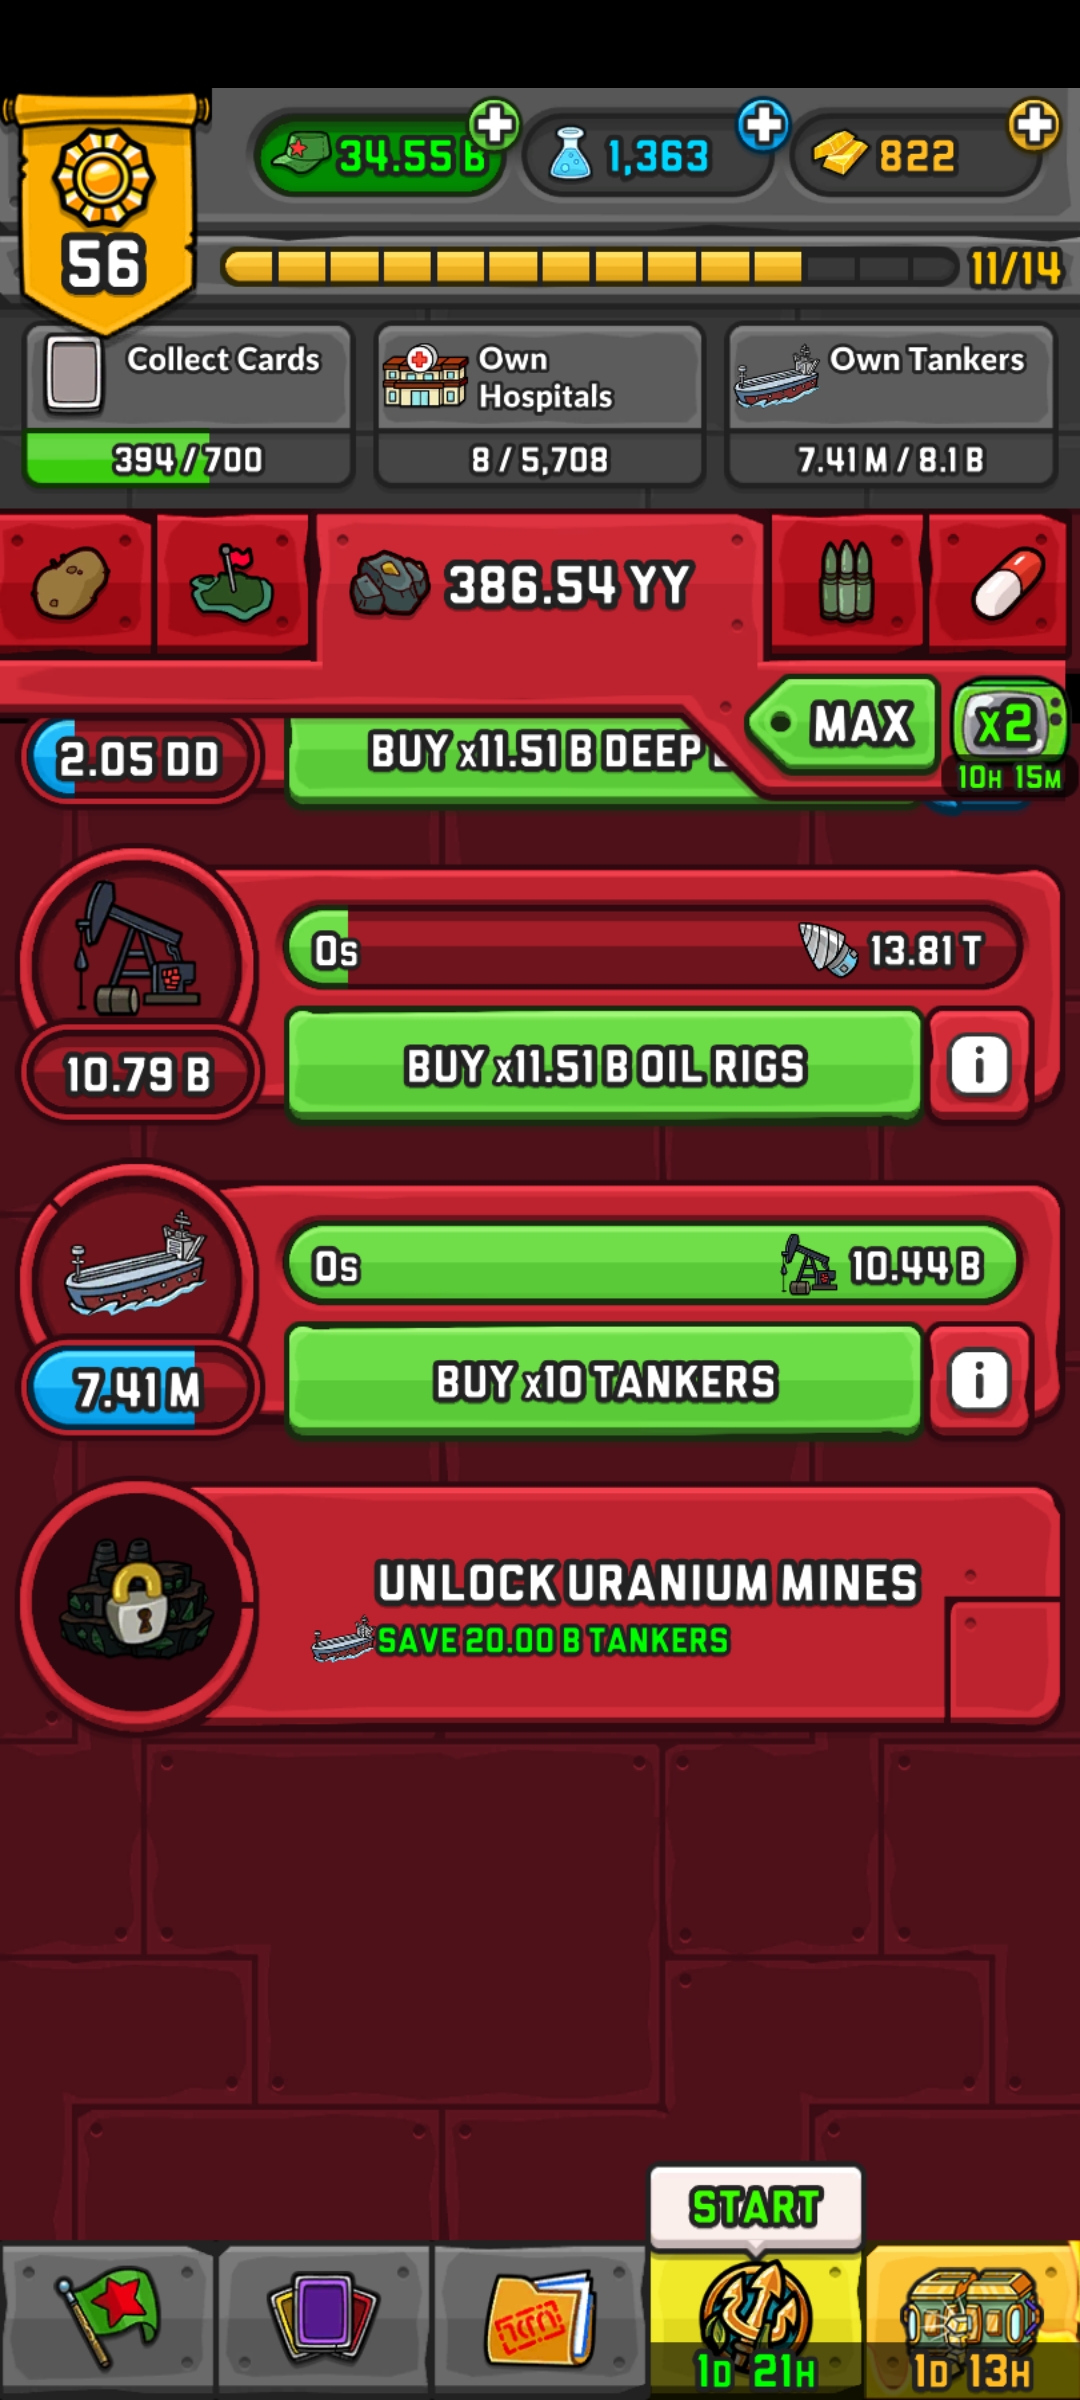 34.55 B
1,363
822
56
11/14
Collect Cards
394/700
Own
Hospitals
8/5,708
Own Tankers
7.41 M / 8.1 B
386.54 YY
MAX
x2
10H 15M
2.05 DD
BUY x11.51 B DEEP
0s
13.81 T
10.79 B
BUY x11.51 B OIL RIGS
i
0s
10.44 B
7.41 M
BUY x10 TANKERS
i
UNLOCK URANIUM MINES
SAVE 20.00 B TANKERS
START
1D 21H
1D 13H